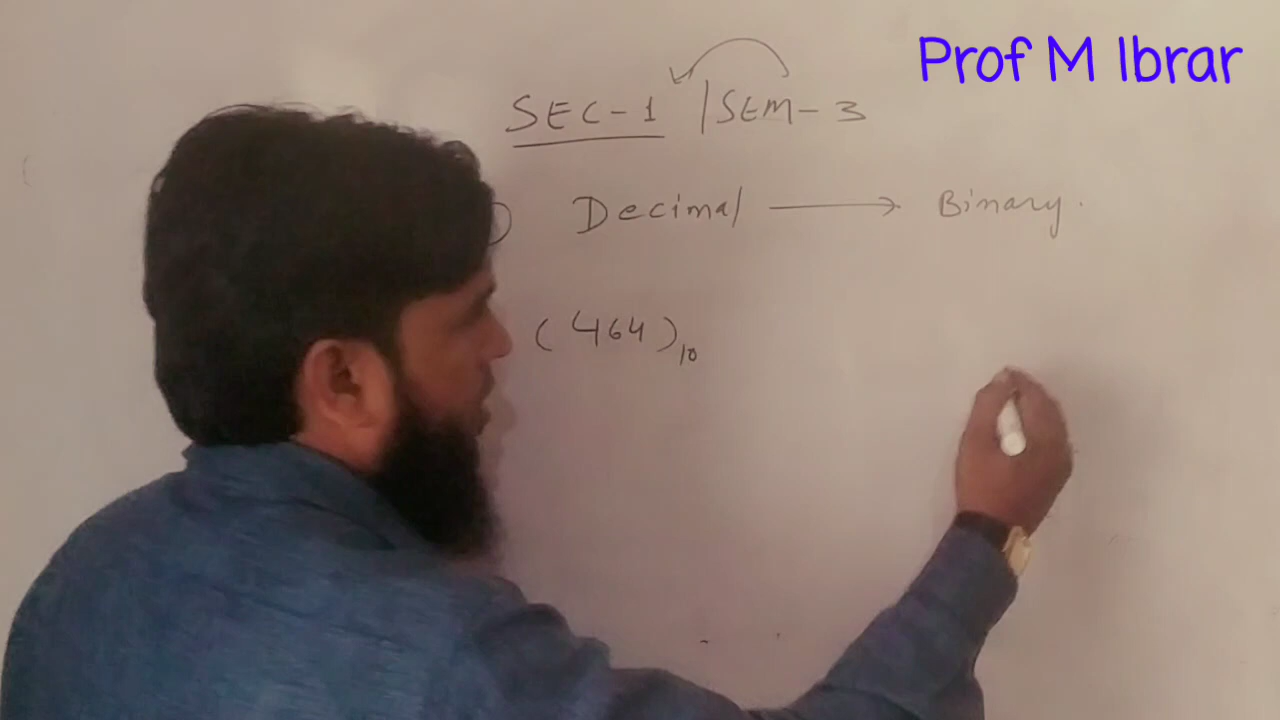 Prof M Ibrar
SEC-1 | SEM-3
) Decimal → Binary.
(464)₁₀